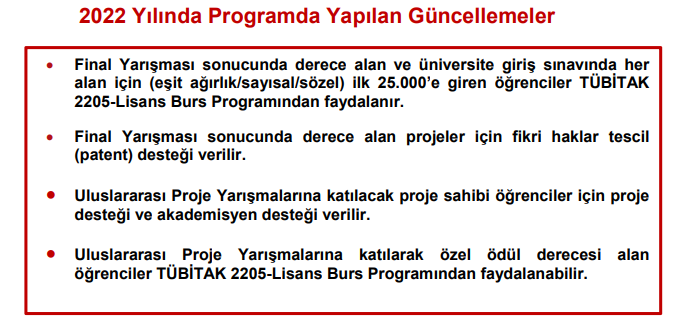 2022 Yılında Programda Yapılan Güncellemeler
• Final Yarışması sonucunda derece alan ve üniversite giriş sınavında her
alan için (eşit ağırlık/sayısal/sözel) ilk 25.000’e giren öğrenciler TÜBİTAK
2205-Lisans Burs Programından faydalanır.
• Final Yarışması sonucunda derece alan projeler için fikri haklar tescil
(patent) desteği verilir.
• Uluslararası Proje Yarışmalarına katılacak proje sahibi öğrenciler için proje
desteği ve akademisyen desteği verilir.
• Uluslararası Proje Yarışmalarına katılarak özel ödül derecesi alan
öğrenciler TÜBİTAK 2205-Lisans Burs Programından faydalanabilir.